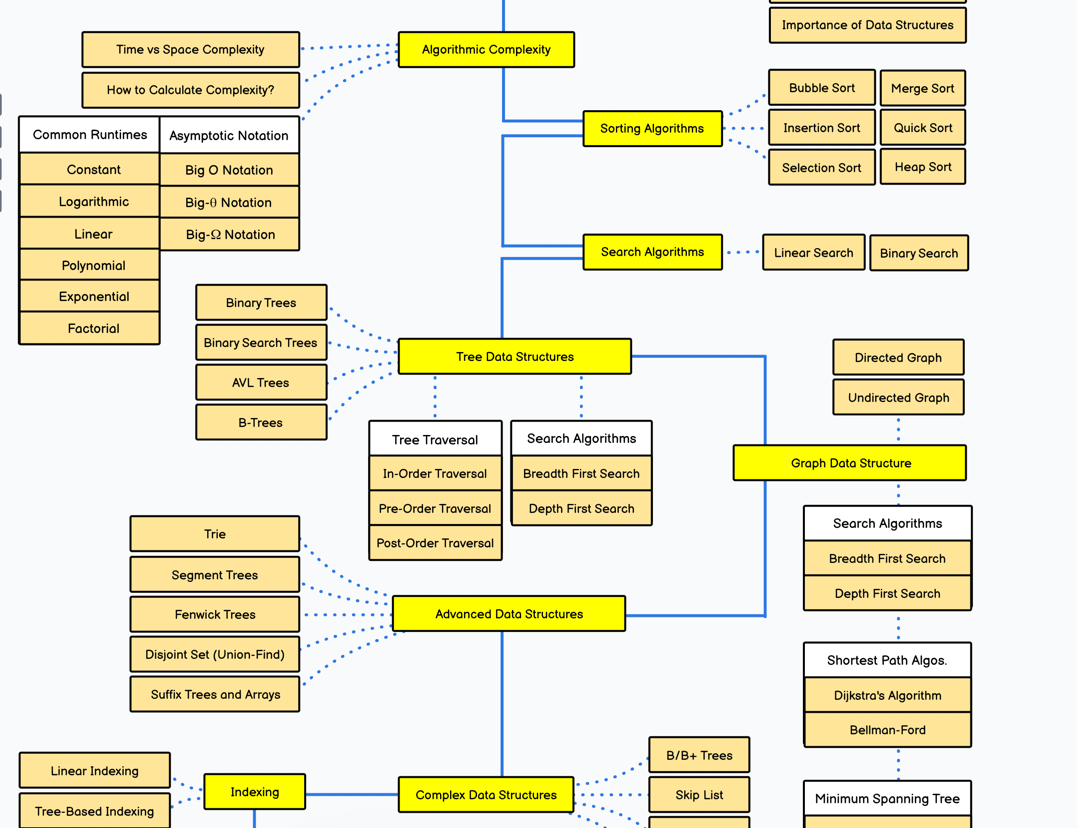 Importance of Data Structures
Time vs Space Complexity
Algorithmic Complexity
How to Calculate Complexity?
Bubble Sort
Merge Sort
Sorting Algorithms
Insertion Sort
Quick Sort
Selection Sort
Heap Sort
Common Runtimes
Asymptotic Notation
Constant
Big O Notation
Logarithmic
Big-θ Notation
Linear
Big-Ω Notation
Polynomial
Exponential
Factorial
Search Algorithms
Linear Search
Binary Search
Binary Trees
Binary Search Trees
AVL Trees
B-Trees
Tree Data Structures
Tree Traversal
In-Order Traversal
Pre-Order Traversal
Post-Order Traversal
Search Algorithms
Breadth First Search
Depth First Search
Directed Graph
Undirected Graph
Graph Data Structure
Search Algorithms
Breadth First Search
Depth First Search
Shortest Path Algos.
Dijkstra's Algorithm
Bellman-Ford
Minimum Spanning Tree
Trie
Segment Trees
Fenwick Trees
Disjoint Set (Union-Find)
Suffix Trees and Arrays
Advanced Data Structures
Linear Indexing
Tree-Based Indexing
Indexing
Complex Data Structures
B/B+ Trees
Skip List